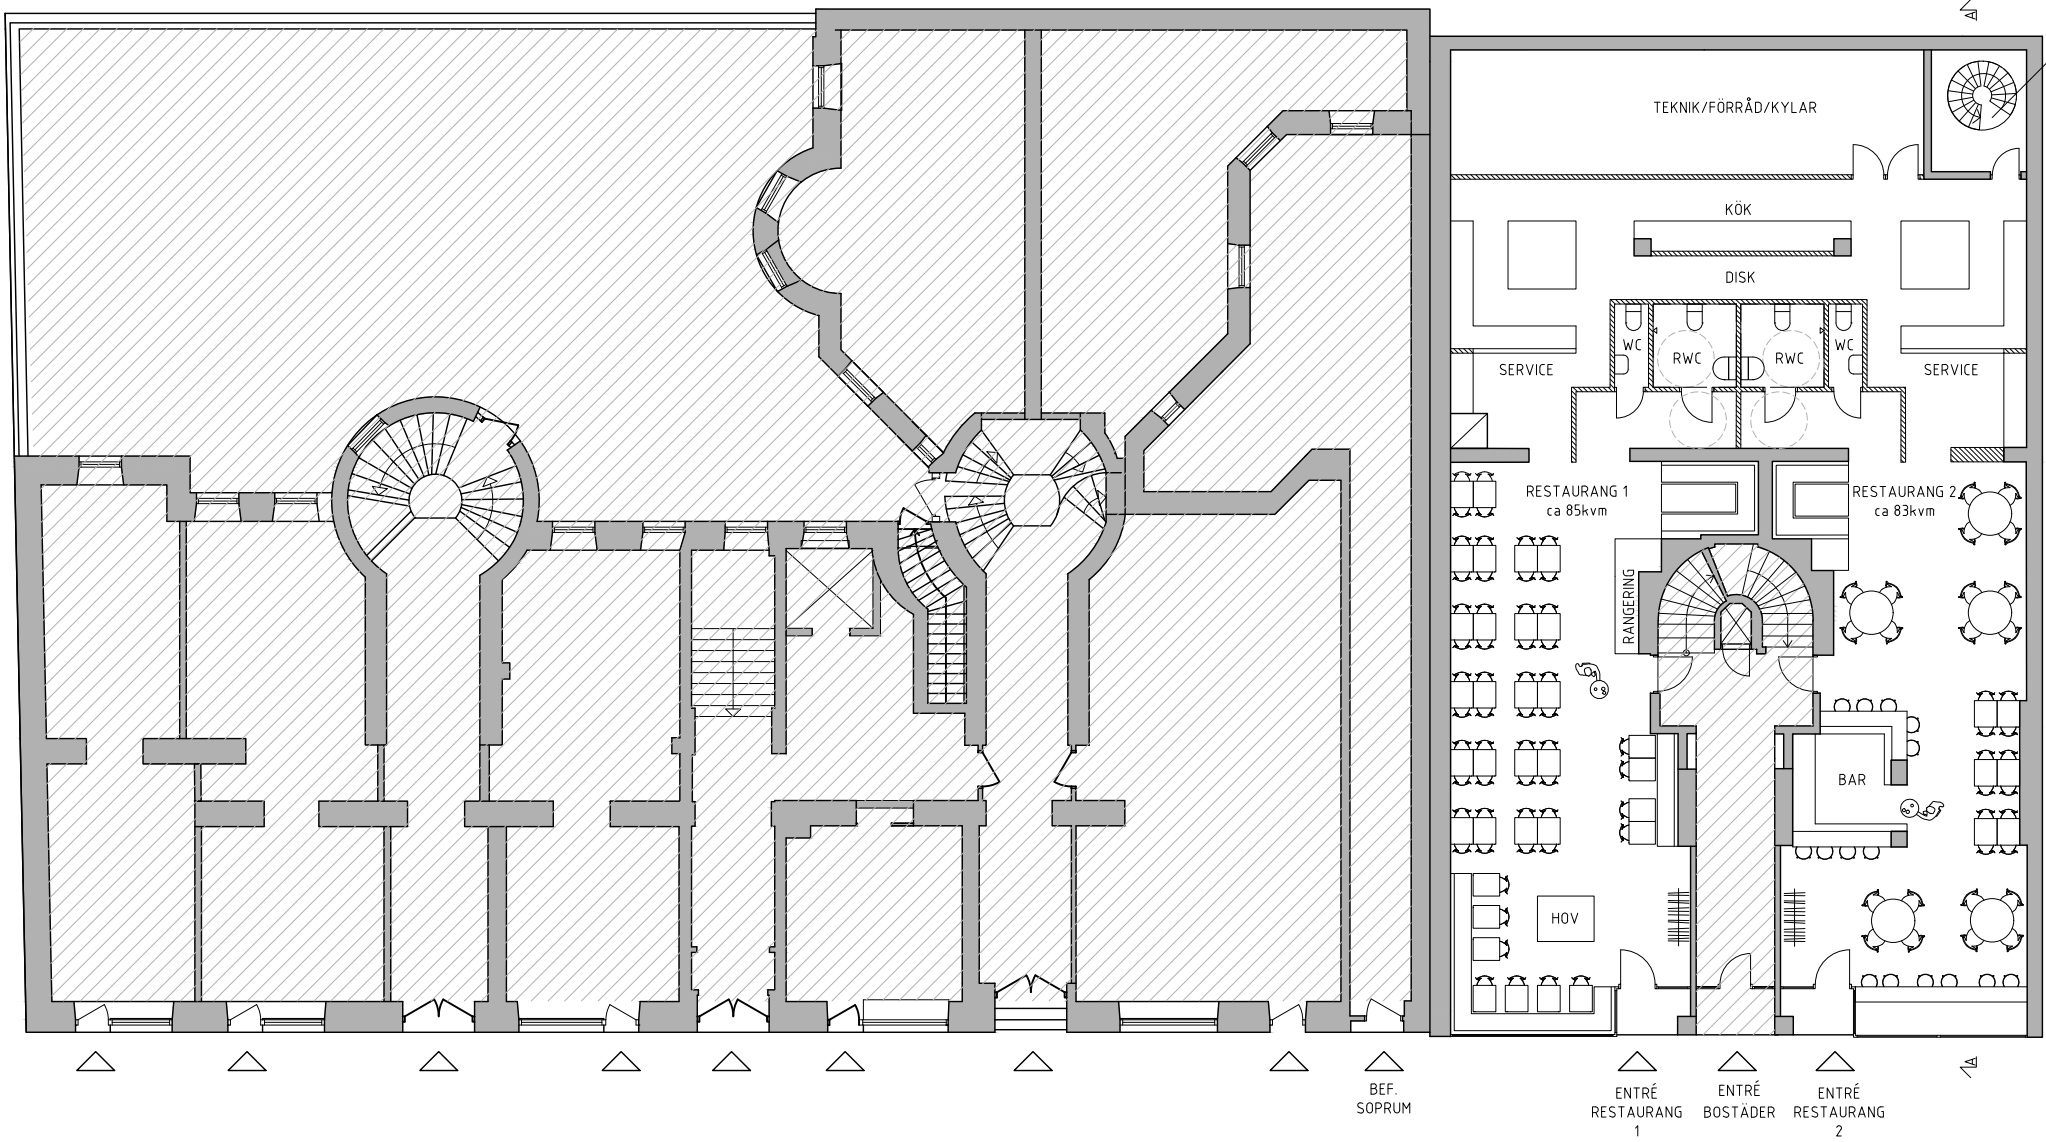 A
TEKNIK/FÖRRÅD/KYLAR
KÖK
DISK
WC
RWC
RWC
WC
SERVICE
SERVICE
RESTAURANG 1
ca 85kvm
RESTAURANG 2
ca 83kvm
RANGERING
BAR
HOV
A
BEF.
SOPRUM
ENTRÉ
RESTAURANG
1
ENTRÉ
BOSTÄDER
ENTRÉ
RESTAURANG
2